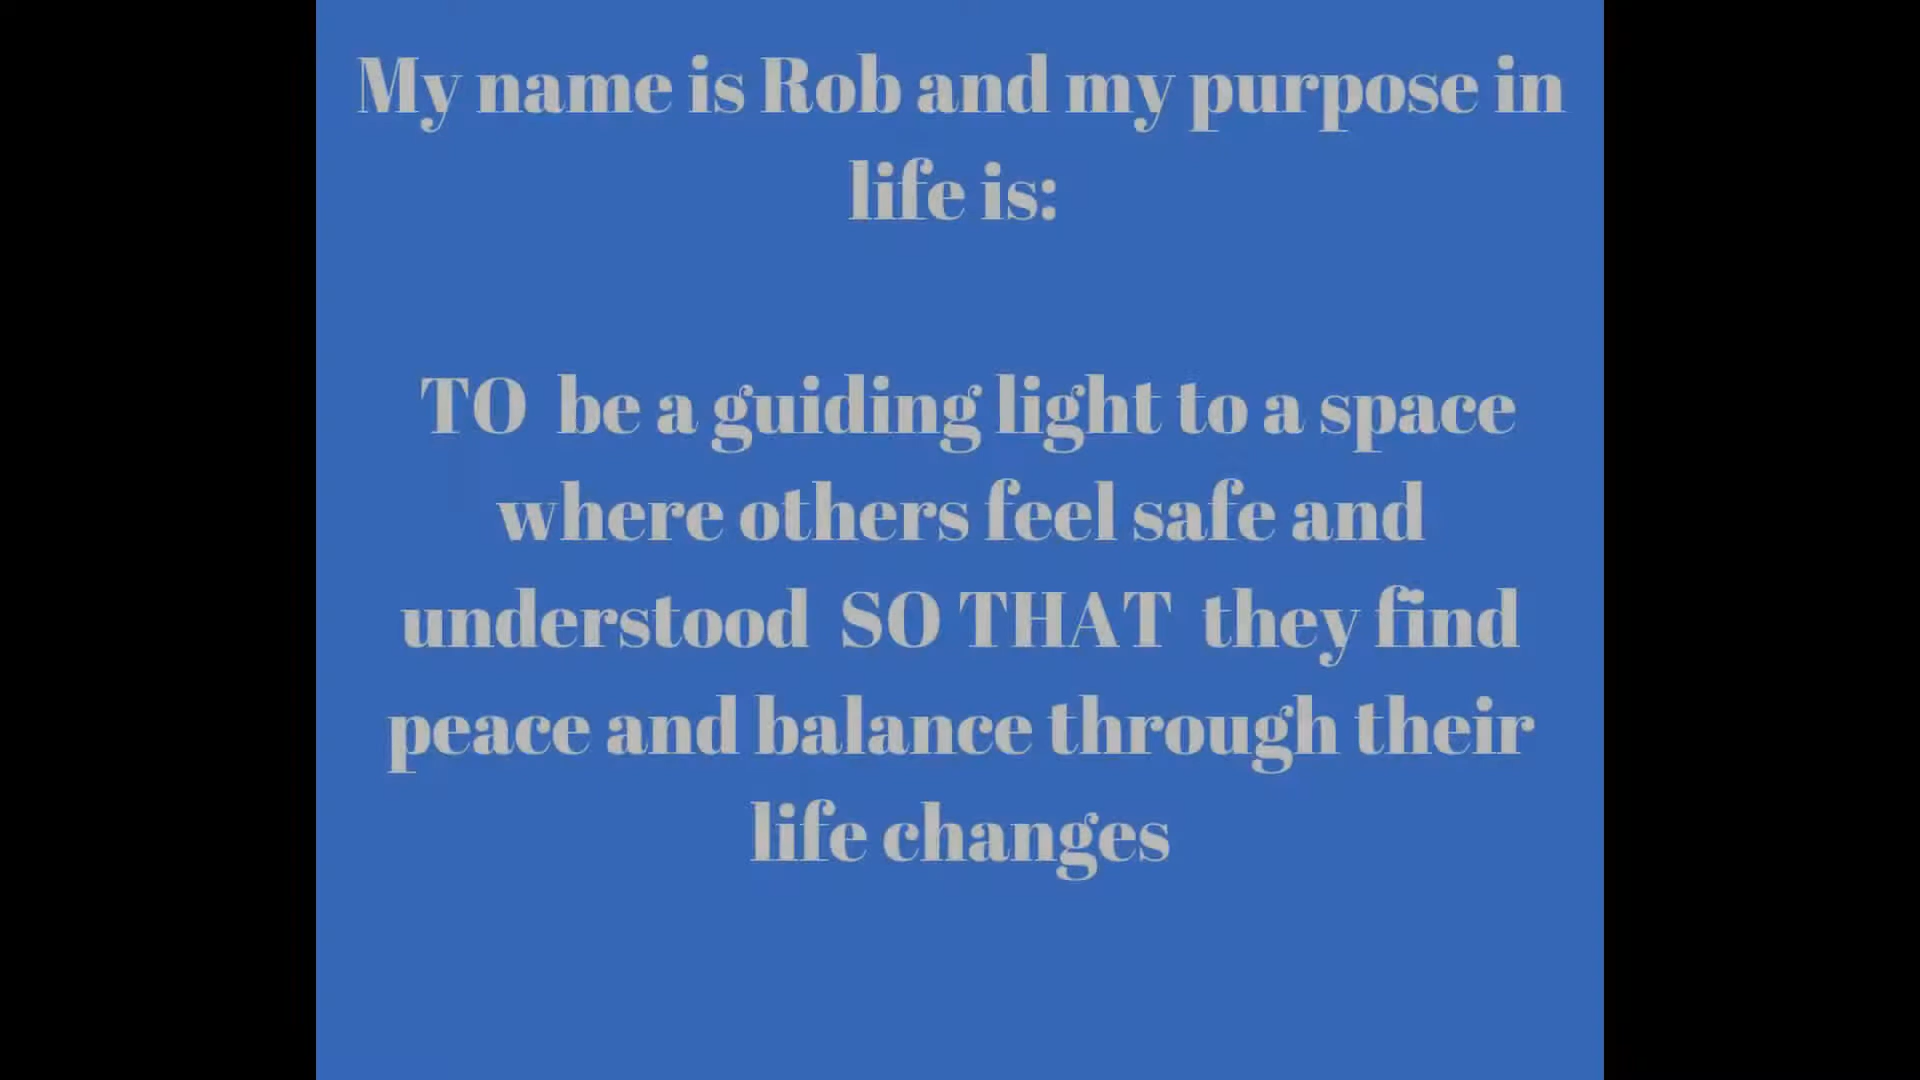 My name is Rob and my purpose in
life is:
TO be a guiding light to a space
where others feel safe and
understood SO THAT they find
peace and balance through their
life changes